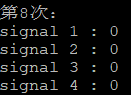 第8次:
signal 1 : 0
signal 2 : 0
signal 3 : 0
signal 4 : 0